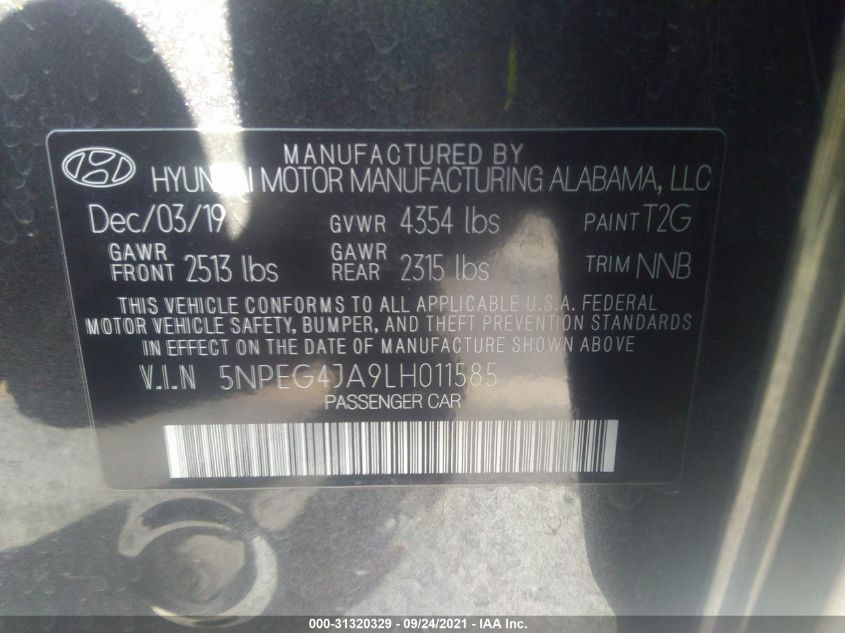 MANUFACTURED BY
HYUNDAI MOTOR MANUFACTURING ALABAMA, LLC
Dec/03/19 GVWR 4354 lbs PAINT T2G
GAWR FRONT 2513 lbs GAWR REAR 2315 lbs TRIM NNB
THIS VEHICLE CONFORMS TO ALL APPLICABLE U.S.A. FEDERAL
MOTOR VEHICLE SAFETY, BUMPER, AND THEFT PREVENTION STANDARDS
IN EFFECT ON THE DATE OF MANUFACTURE SHOWN ABOVE
V.I.N 5NPEG4JA9LH011585
PASSENGER CAR
000-31320329 - 09/24/2021 - IAA Inc.